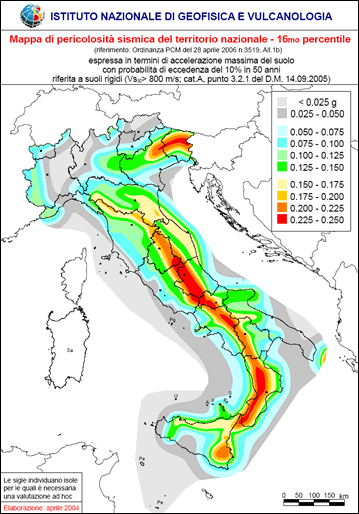 ISTITUTO NAZIONALE DI GEOFISICA E VULCANOLOGIA
Mappa di pericolosità sismica del territorio nazionale - 16mo percentile
(riferimento: Ordinanza PCM del 28 aprile 2006 n.3519, All.1b)
espressa in termini di accelerazione massima del suolo
con probabilità di eccedenza del 10% in 50 anni
riferita a suoli rigidi (Vs30> 800 m/s; cat.A, punto 3.2.1 del D.M. 14.09.2005)
< 0.025 g
0.025 - 0.050
0.050 - 0.075
0.075 - 0.100
0.100 - 0.125
0.125 - 0.150
0.150 - 0.175
0.175 - 0.200
0.200 - 0.225
0.225 - 0.250
Sa
U
Pa
Pe
Le sigle individuano isole
per le quali è necessaria
una valutazione ad hoc
Elaborazione: aprile 2004
0 50 100 150
km